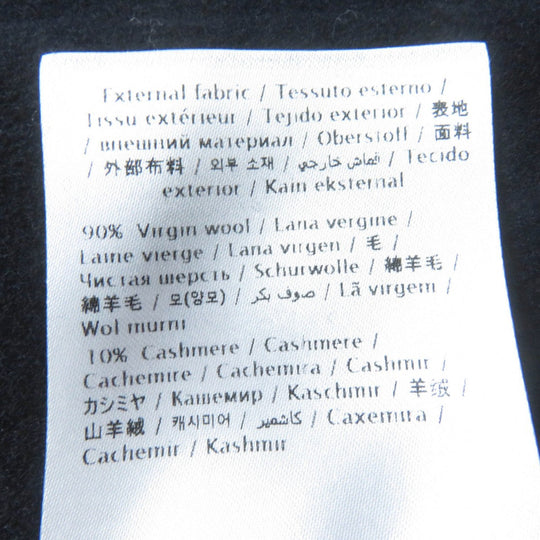 External fabric / Tessuto esterno /
Tissu extérieur / Tejido exterior / 表地
/ внешний материал / Oberstoff / 面料
/ 外部布料 / 외부 소재 / قماش خارجي / Tecido
exterior / Kain eksternal
90% Virgin wool / Lana vergine /
Laine vierge / Lana virgen / 毛 /
Чистая шерсть / Schurwolle / 綿羊毛 /
綿羊毛 / 모(양모) / صوف بكر / Lã virgem /
Wol murni
10% Cashmere / Cashmere /
Cachemire / Cachemira / Cashmir /
カシミヤ / Кашемир / Kaschmir / 羊绒 /
山羊絨 / 캐시미어 / كاشمير / Caxemira /
Cachemir / Kashmir